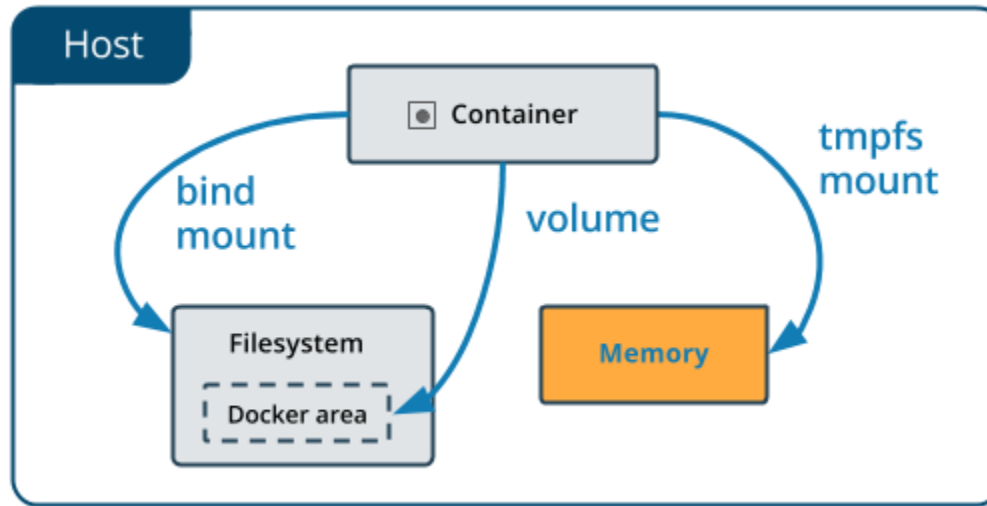 Host
Container
bind
mount
volume
tmpfs
mount
Filesystem
Docker area
Memory